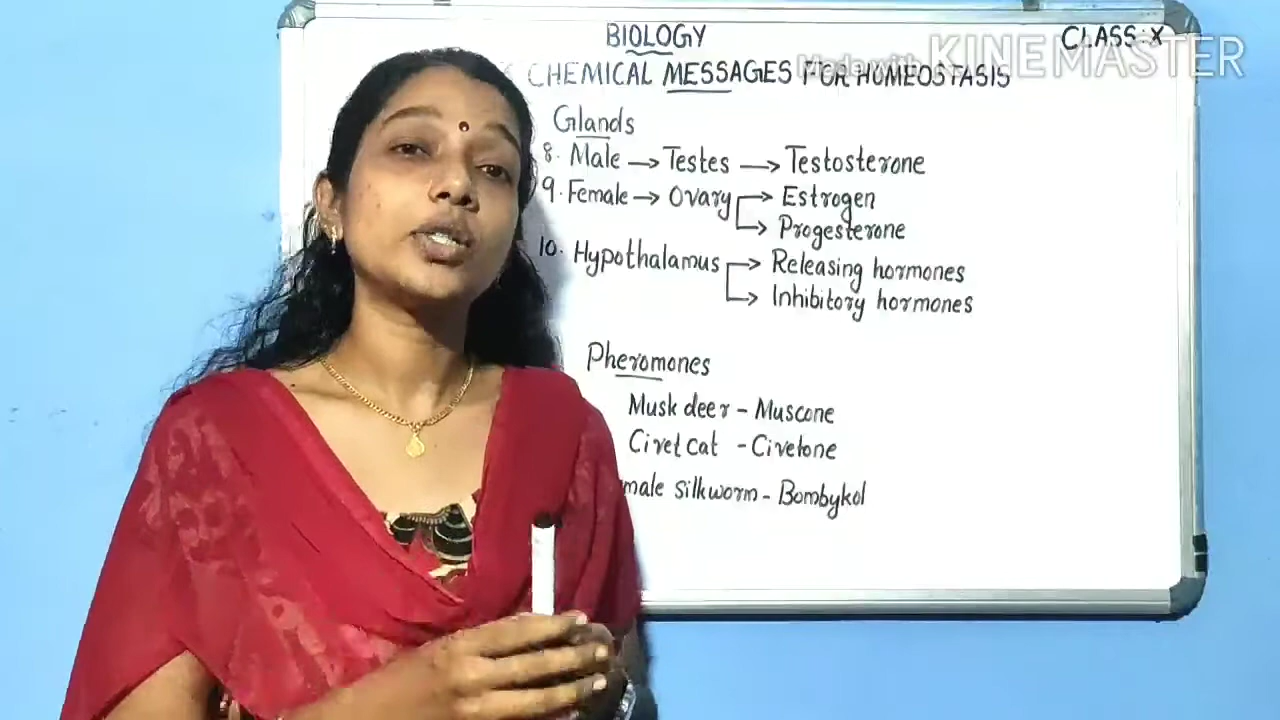 BIOLOGY
CLASS: X
Made with KINEMASTER
CHEMICAL MESSAGES FOR HOMEOSTASIS
Glands
8. Male → Testes → Testosterone
9. Female → Ovary → Estrogen
→ Progesterone
10. Hypothalamus → Releasing hormones
→ Inhibitory hormones
Pheromones
Musk deer - Muscone
Civet cat - Civetone
male silkworm - Bombykol